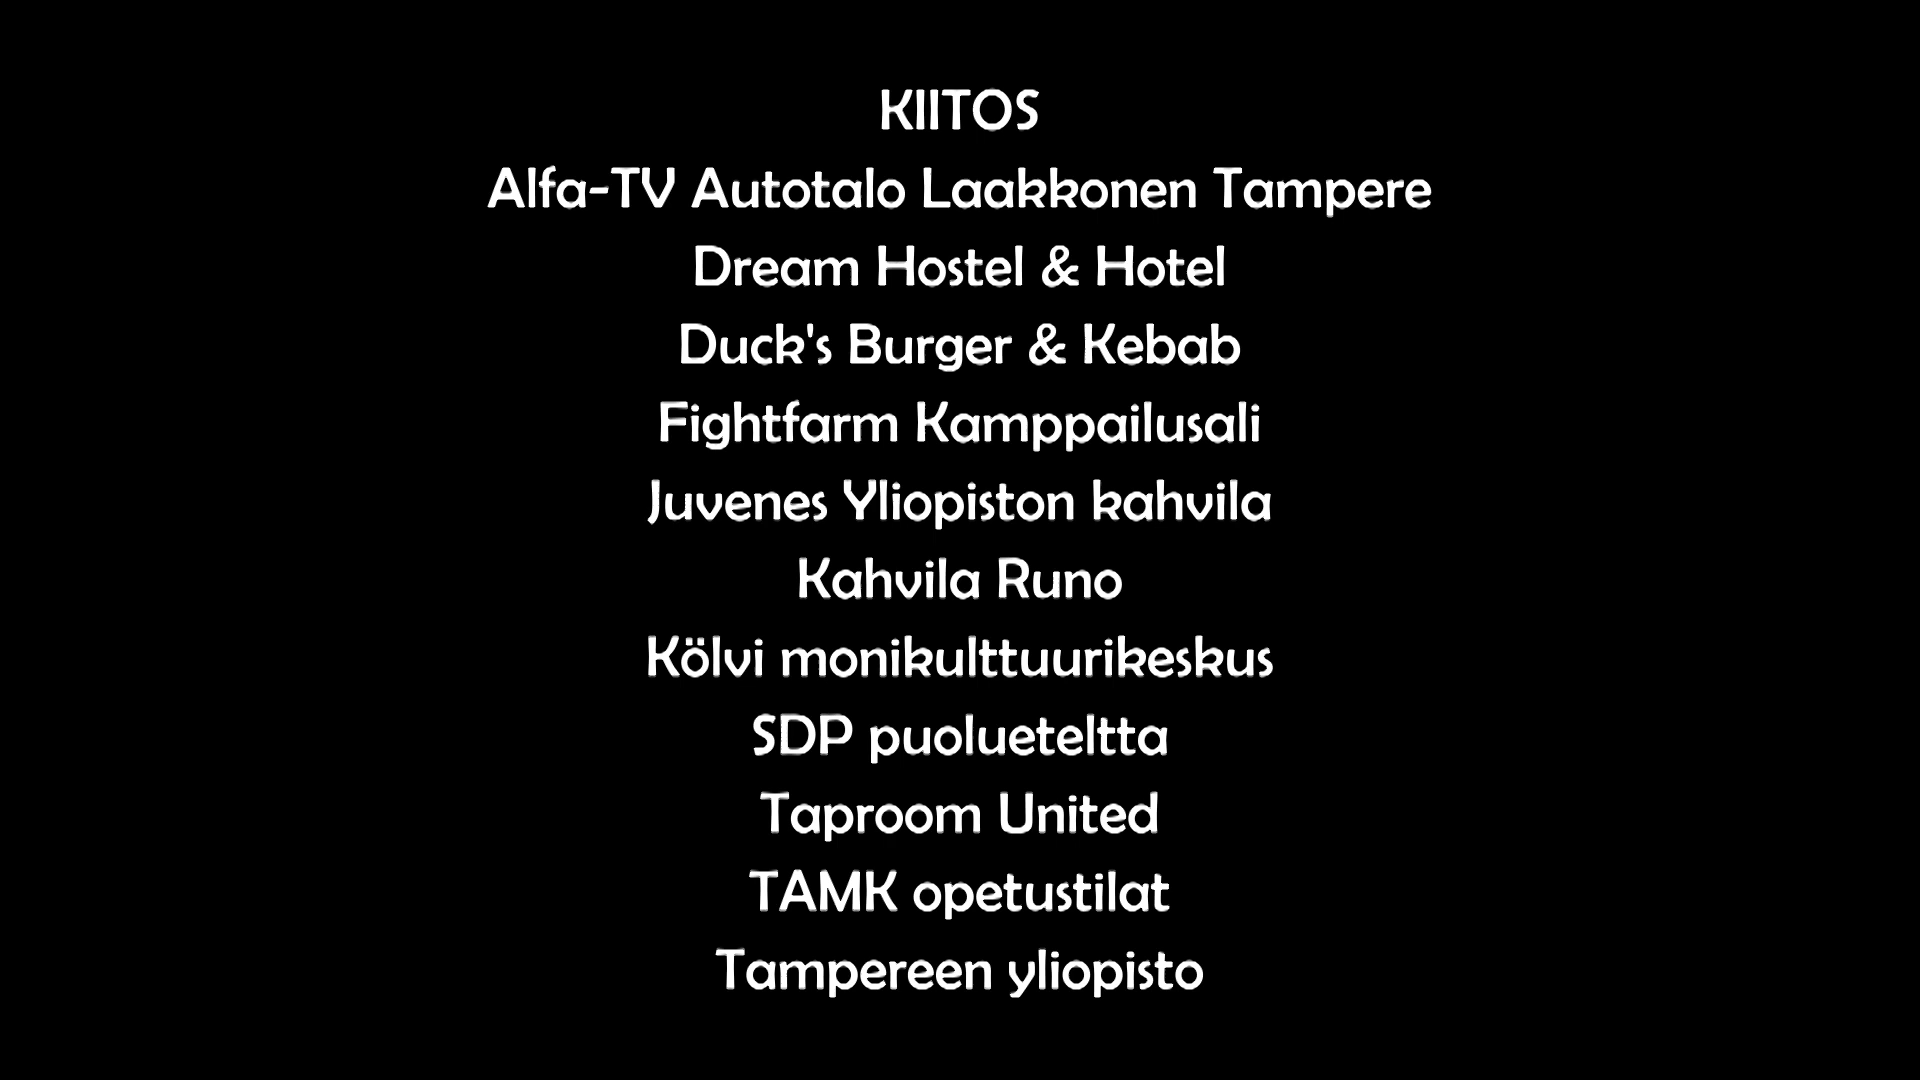 KIITOS
Alfa-TV Autotalo Laakkonen Tampere
Dream Hostel & Hotel
Duck's Burger & Kebab
Fightfarm Kamppailusali
Juvenes Yliopiston kahvila
Kahvila Runo
Kölvi monikulttuurikeskus
SDP puolueteltta
Taproom United
TAMK opetustilat
Tampereen yliopisto